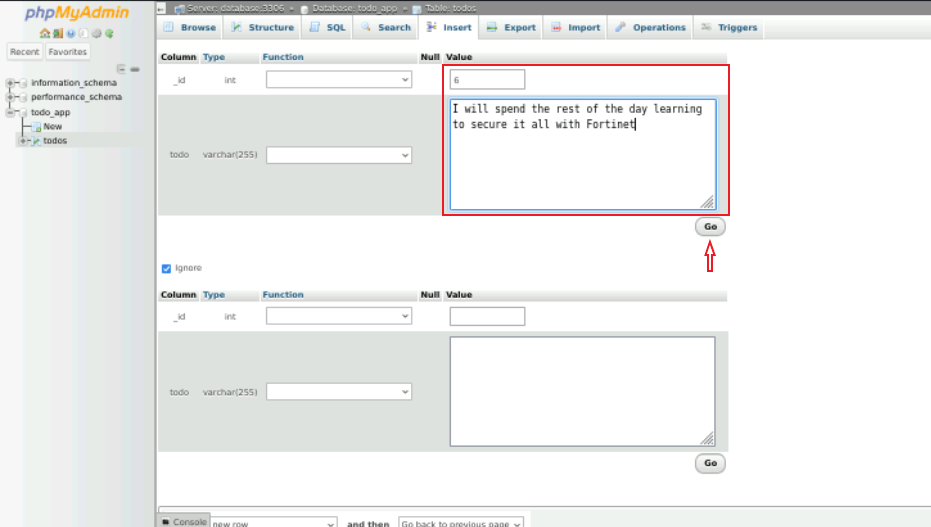 phpMyAdmin
Recent Favorites
information_schema
performance_schema
todo_app
New
todos
Server: database:3306 » Database: todo_app » Table: todos
Browse Structure SQL Search Insert Export Import Operations Triggers
Column Type Function Null Value
_id int 6
todo varchar(255) I will spend the rest of the day learning
to secure it all with Fortinet
Go
Ignore
Column Type Function Null Value
_id int
todo varchar(255)
Go
Console new row and then Go back to previous page